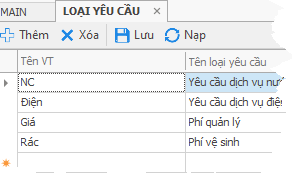 MAIN LOẠI YÊU CẦU
Thêm Xóa Lưu Nạp
Tên VT Tên loại yêu cầu
NC Yêu cầu dịch vụ
Điện Yêu cầu dịch vụ
Giá Phí quản lý
Rác Phí vệ sinh